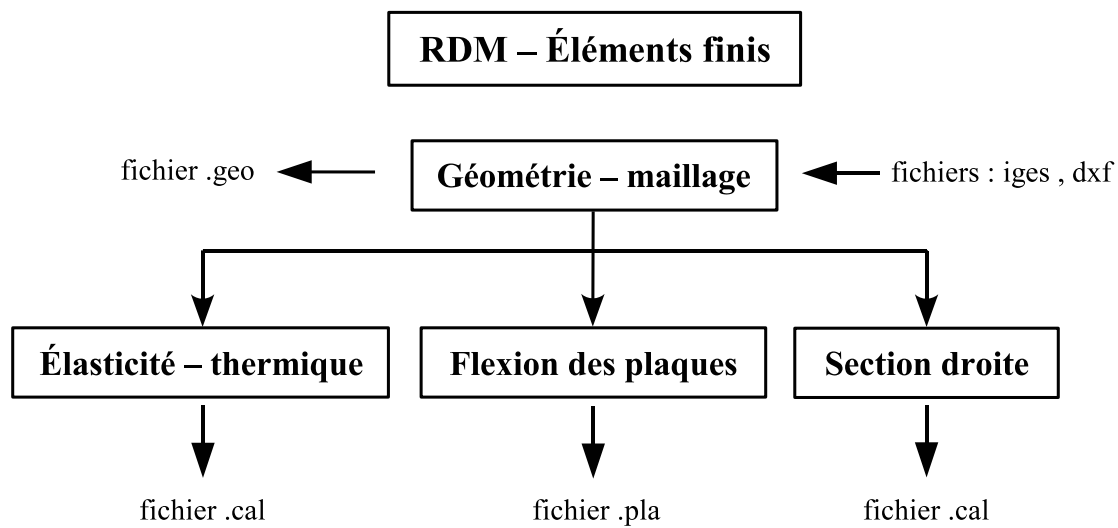 RDM – Éléments finis
fichier .geo
Géométrie – maillage
fichiers : iges , dxf
Élasticité – thermique
Flexion des plaques
Section droite
fichier .cal
fichier .pla
fichier .cal